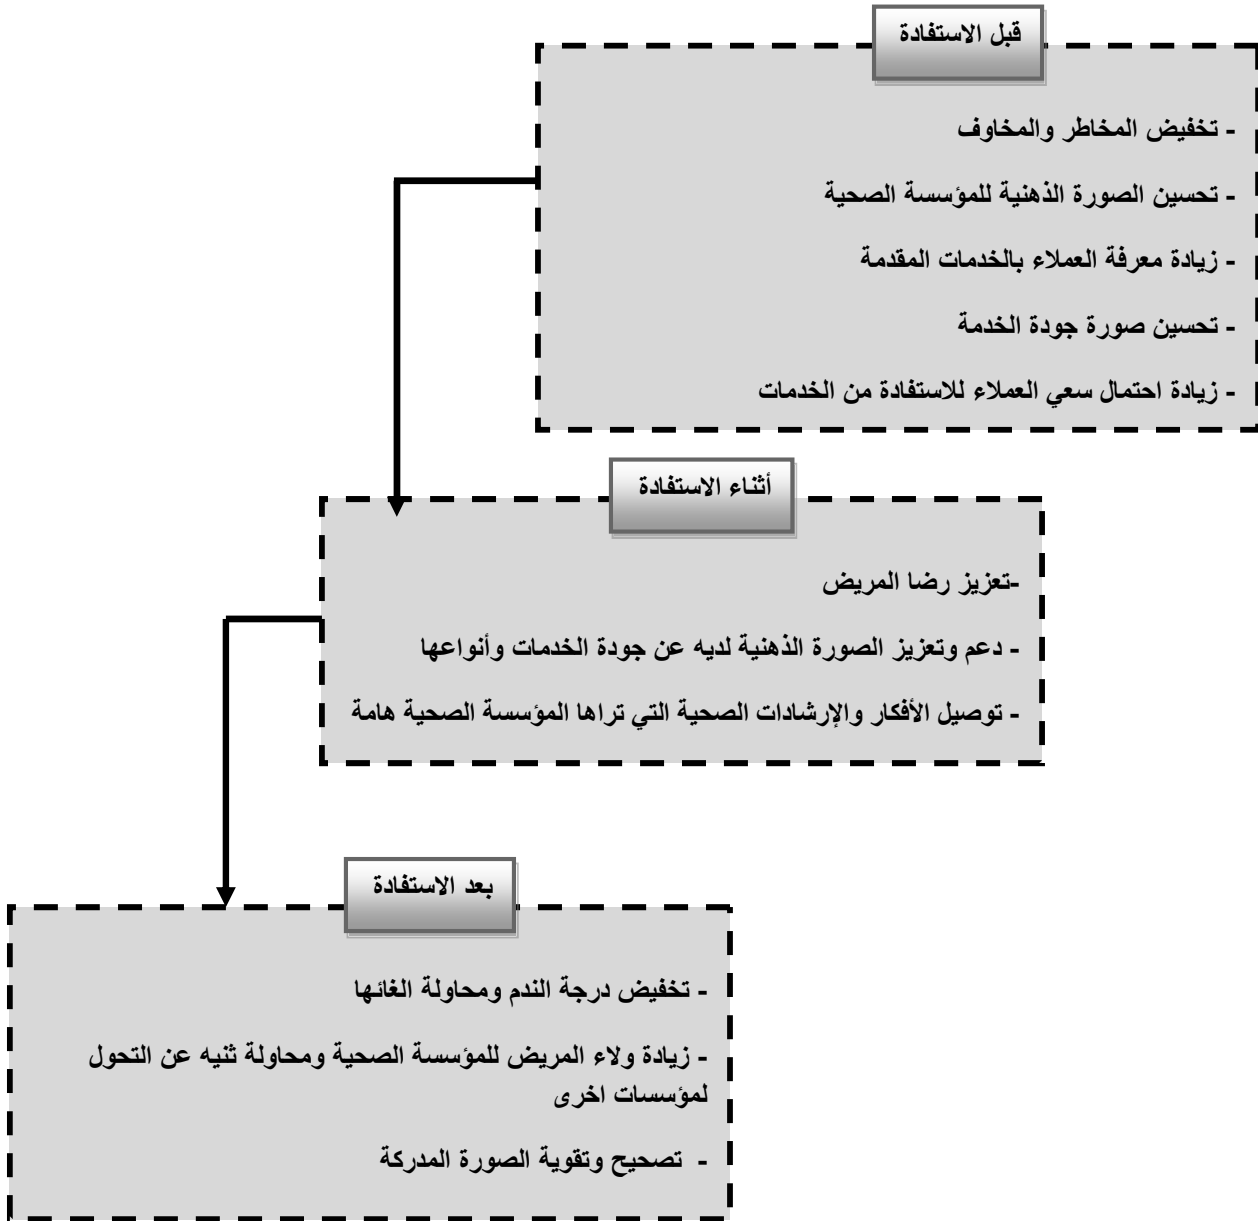 قبل الاستفادة
- تخفيض المخاطر والمخاوف
- تحسين الصورة الذهنية للمؤسسة الصحية
- زيادة معرفة العملاء بالخدمات المقدمة
- تحسين صورة جودة الخدمة
- زيادة احتمال سعي العملاء للاستفادة من الخدمات
أثناء الاستفادة
-تعزيز رضا المريض
- دعم وتعزيز الصورة الذهنية لديه عن جودة الخدمات وأنواعها
- توصيل الأفكار والإرشادات الصحية التي تراها المؤسسة الصحية هامة
بعد الاستفادة
- تخفيض درجة الندم ومحاولة الغائها
- زيادة ولاء المريض للمؤسسة الصحية ومحاولة ثنيه عن التحول
لمؤسسات اخرى
- تصحيح وتقوية الصورة المدركة